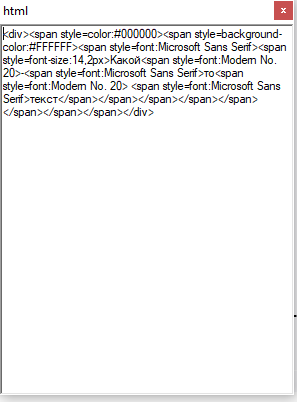 html
x
<div><span style=color:#000000><span style=background-
color:#FFFFFF><span style=font:Microsoft Sans Serif><span
style=font-size:14,2px>Какой<span style=font:Modern No.
20>-<span style=font:Microsoft Sans Serif>то<span
style=font:Modern No. 20> <span style=font:Microsoft Sans
Serif>текст</span></span></span></span></span>
</span></span></span></div>